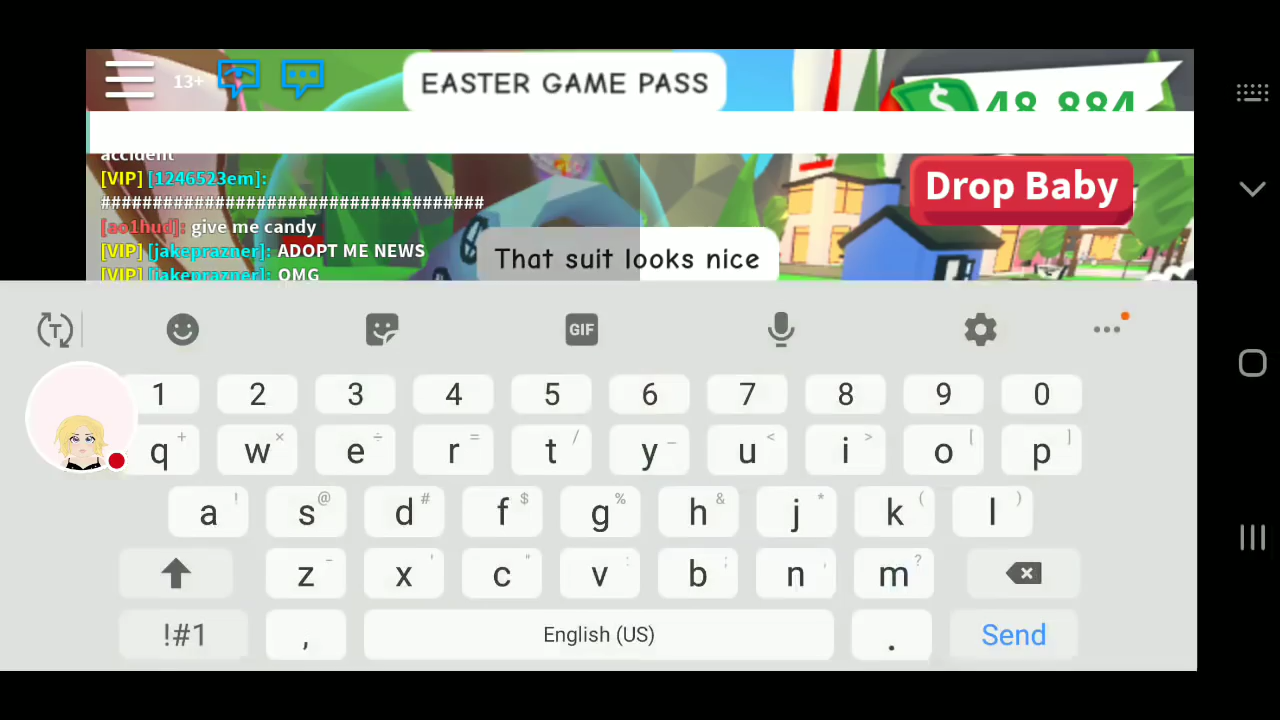 13+
EASTER GAME PASS
48,884
accident
[VIP] [1246523em]:
#####################################
[ao1hud]: give me candy
[VIP] [jakeprazner]: ADOPT ME NEWS
[VIP] [jakeprazner]: OMG
Drop Baby
That suit looks nice
T GIF
1 2 3 4 5 6 7 8 9 0
q + w × e ÷ r = t / y _ u < i > o [ p ]
a ! s @ d # f $ g % h & j * k ( l )
z - x ' c " v : b ; n , m ?
!#1 , English (US) . Send